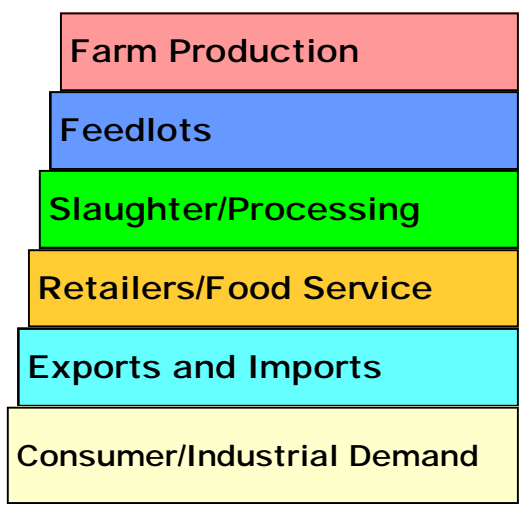 Farm Production
Feedlots
Slaughter/Processing
Retailers/Food Service
Exports and Imports
Consumer/Industrial Demand